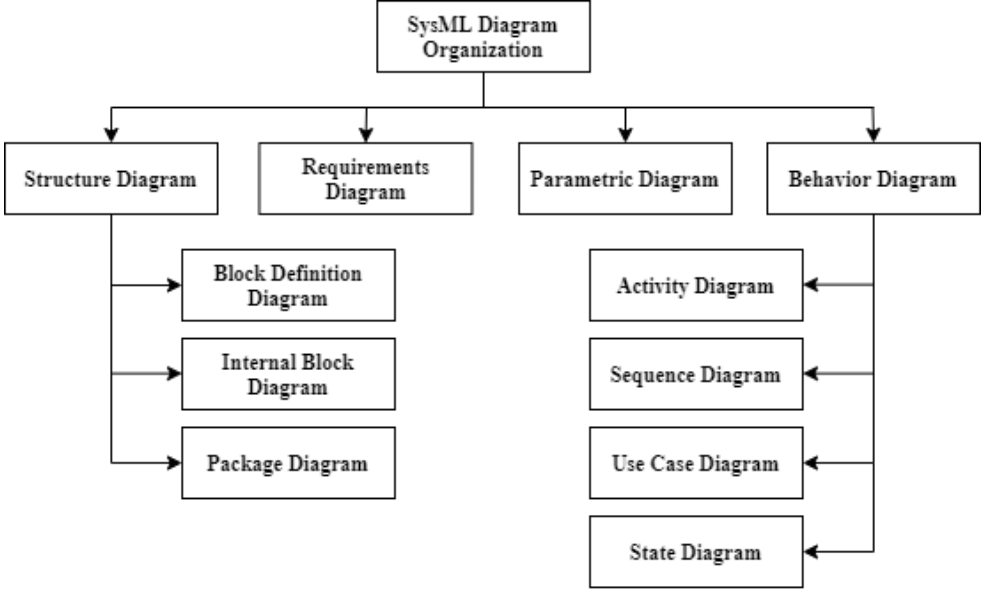 SysML Diagram
Organization
Structure Diagram
Requirements
Diagram
Parametric Diagram
Behavior Diagram
Block Definition
Diagram
Internal Block
Diagram
Package Diagram
Activity Diagram
Sequence Diagram
Use Case Diagram
State Diagram